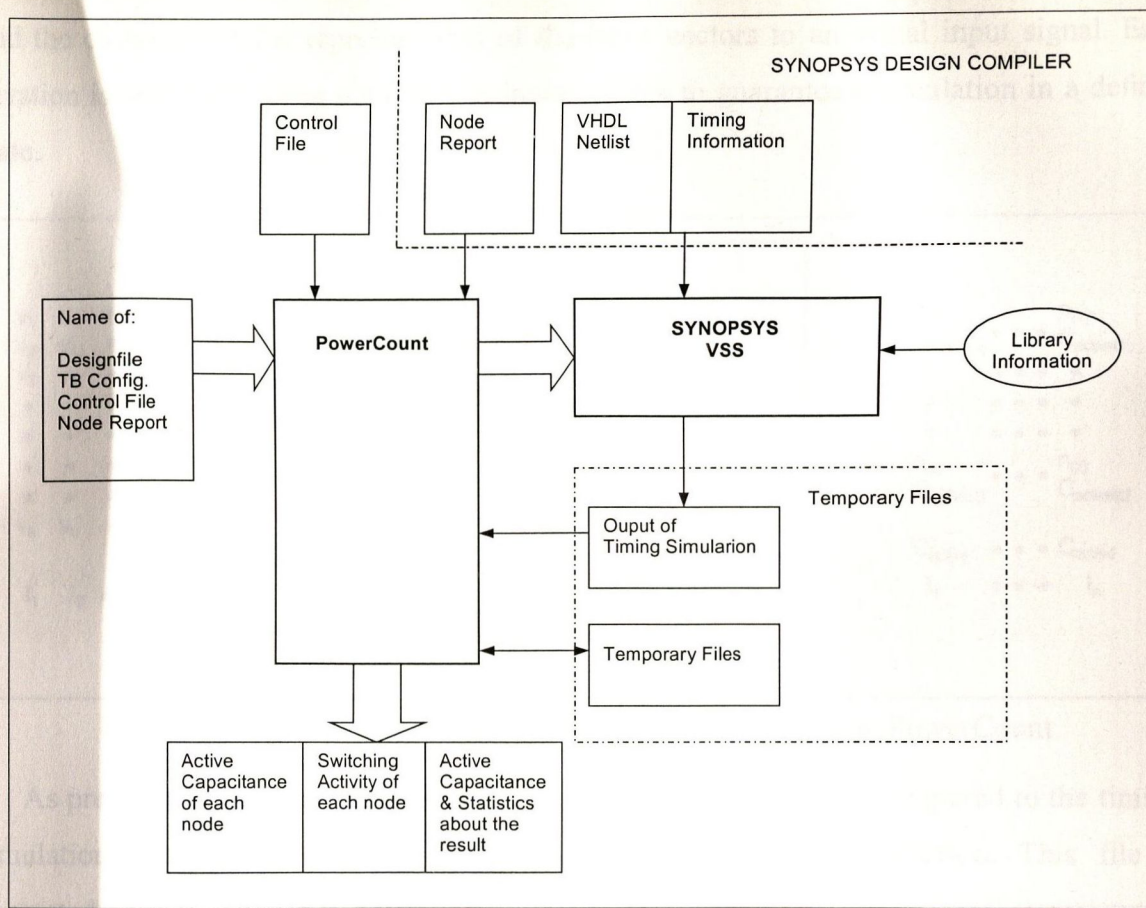 SYNOPSYS DESIGN COMPILER
Control
File
Node
Report
VHDL
Netlist
Timing
Information
Name of:
Designfile
TB Config.
Control File
Node Report
PowerCount
SYNOPSYS
VSS
Library
Information
Temporary Files
Ouput of
Timing Simularion
Temporary Files
Active
Capacitance
of each
node
Switching
Activity of
each node
Active
Capacitance
& Statistics
about the
result